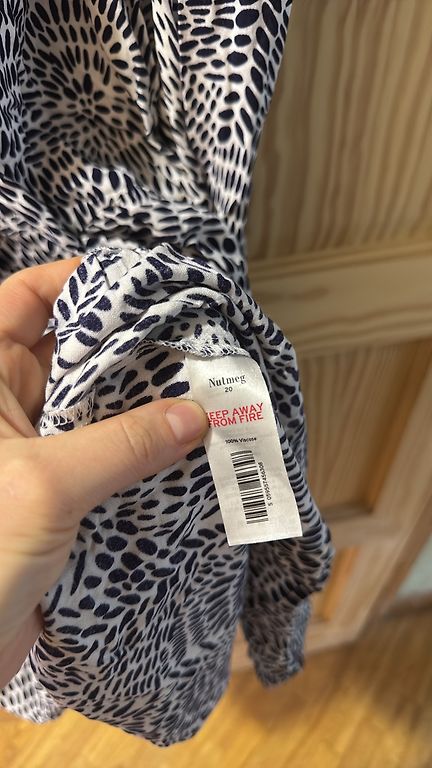 Nutmeg
20
KEEP AWAY
FROM FIRE
100% Viscose